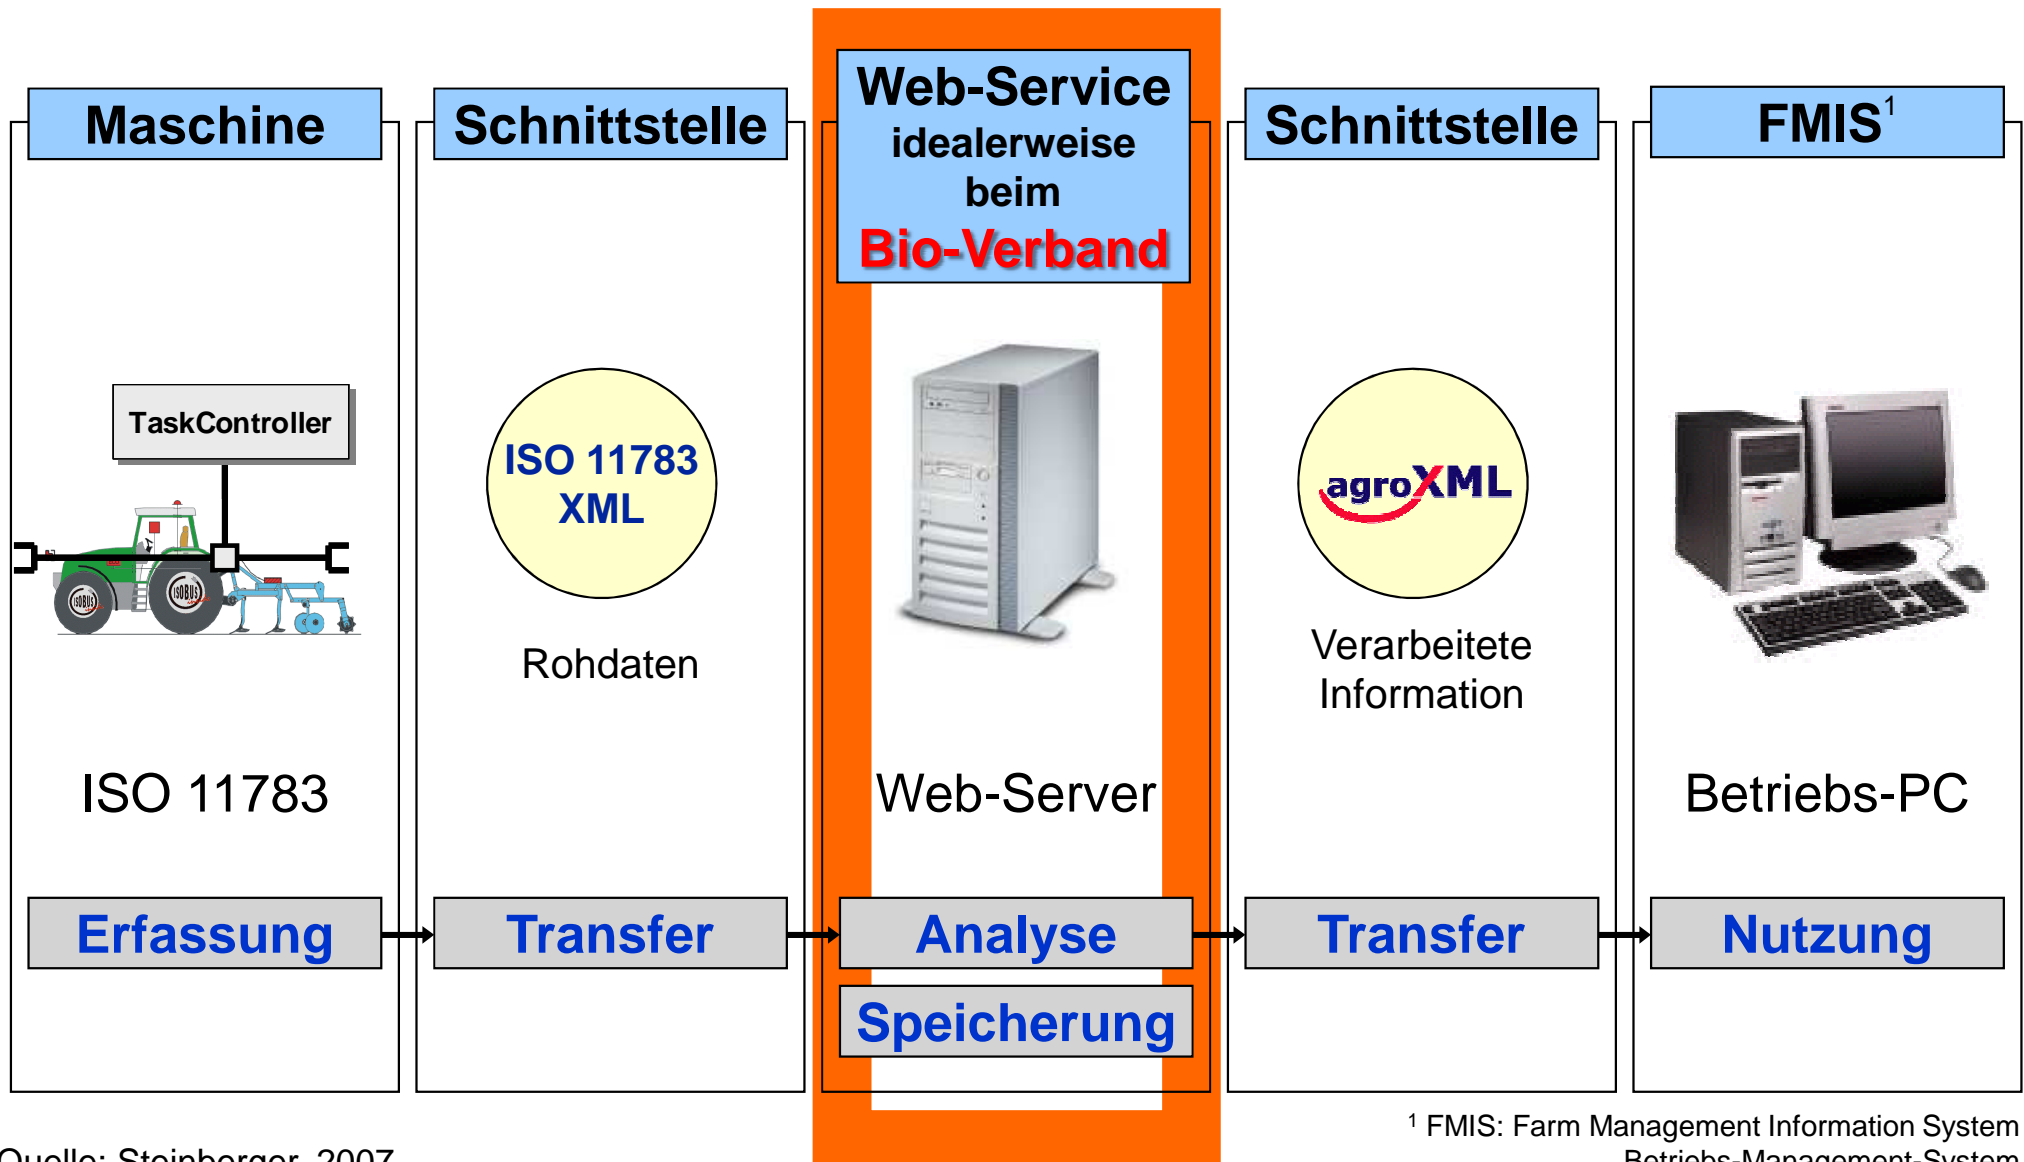 Maschine
TaskController
ISOBUS
ISOBUS
ISO 11783
Erfassung
Schnittstelle
ISO 11783
XML
Rohdaten
Transfer
Web-Service
idealerweise
beim
Bio-Verband
Web-Server
Analyse
Speicherung
Schnittstelle
agroXML
Verarbeitete
Information
Transfer
FMIS¹
Betriebs-PC
Nutzung
Quelle: Steinberger, 2007
¹ FMIS: Farm Management Information System
Betriebs-Management-System